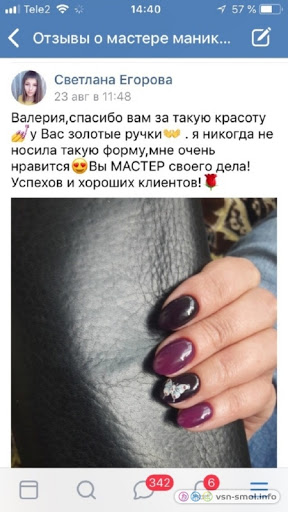 Tele2
14:40
57 %
Отзывы о мастере маник...
Светлана Егорова
23 авг в 11:48
Валерия,спасибо вам за такую красоту
💅у Вас золотые ручки👐 . я никогда не
носила такую форму,мне очень
нравится😍Вы МАСТЕР своего дела!
Успехов и хороших клиентов!🌹
342
6
vsn-smol.info